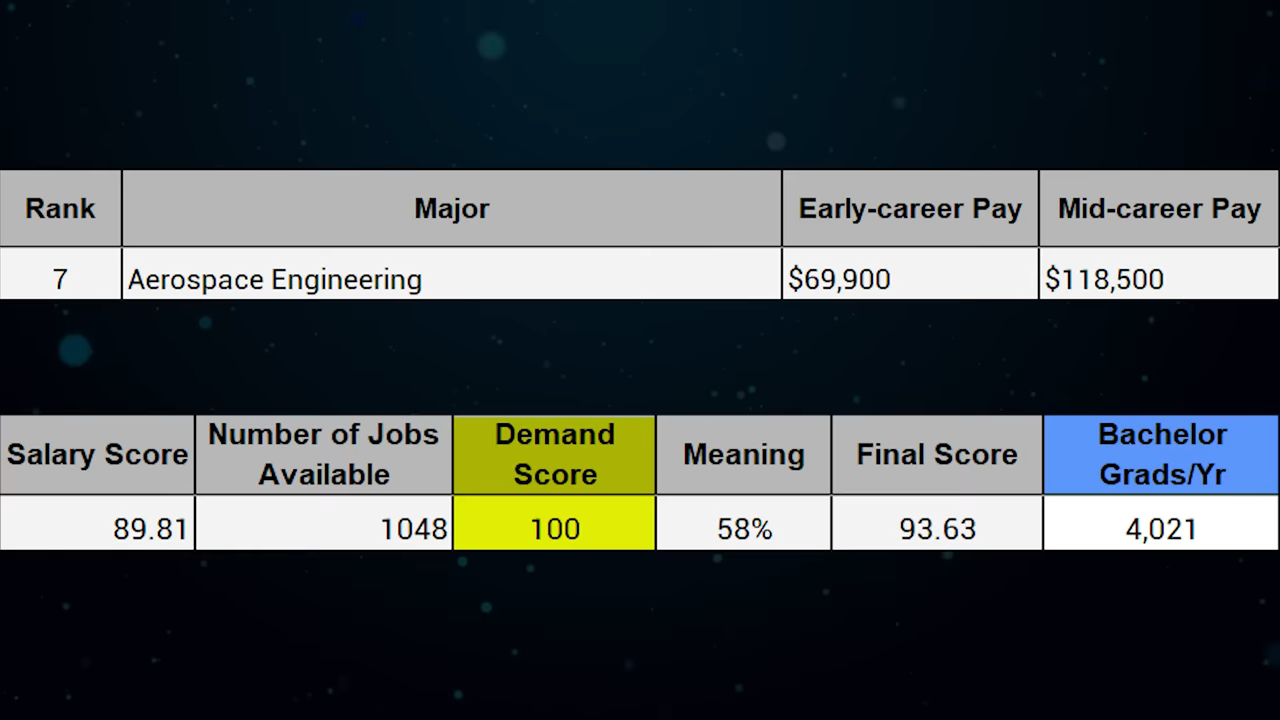 Rank Major Early-career Pay Mid-career Pay
7 Aerospace Engineering $69,900 $118,500
Salary Score Number of Jobs Available Demand Score Meaning Final Score Bachelor Grads/Yr
89.81 1048 100 58% 93.63 4,021